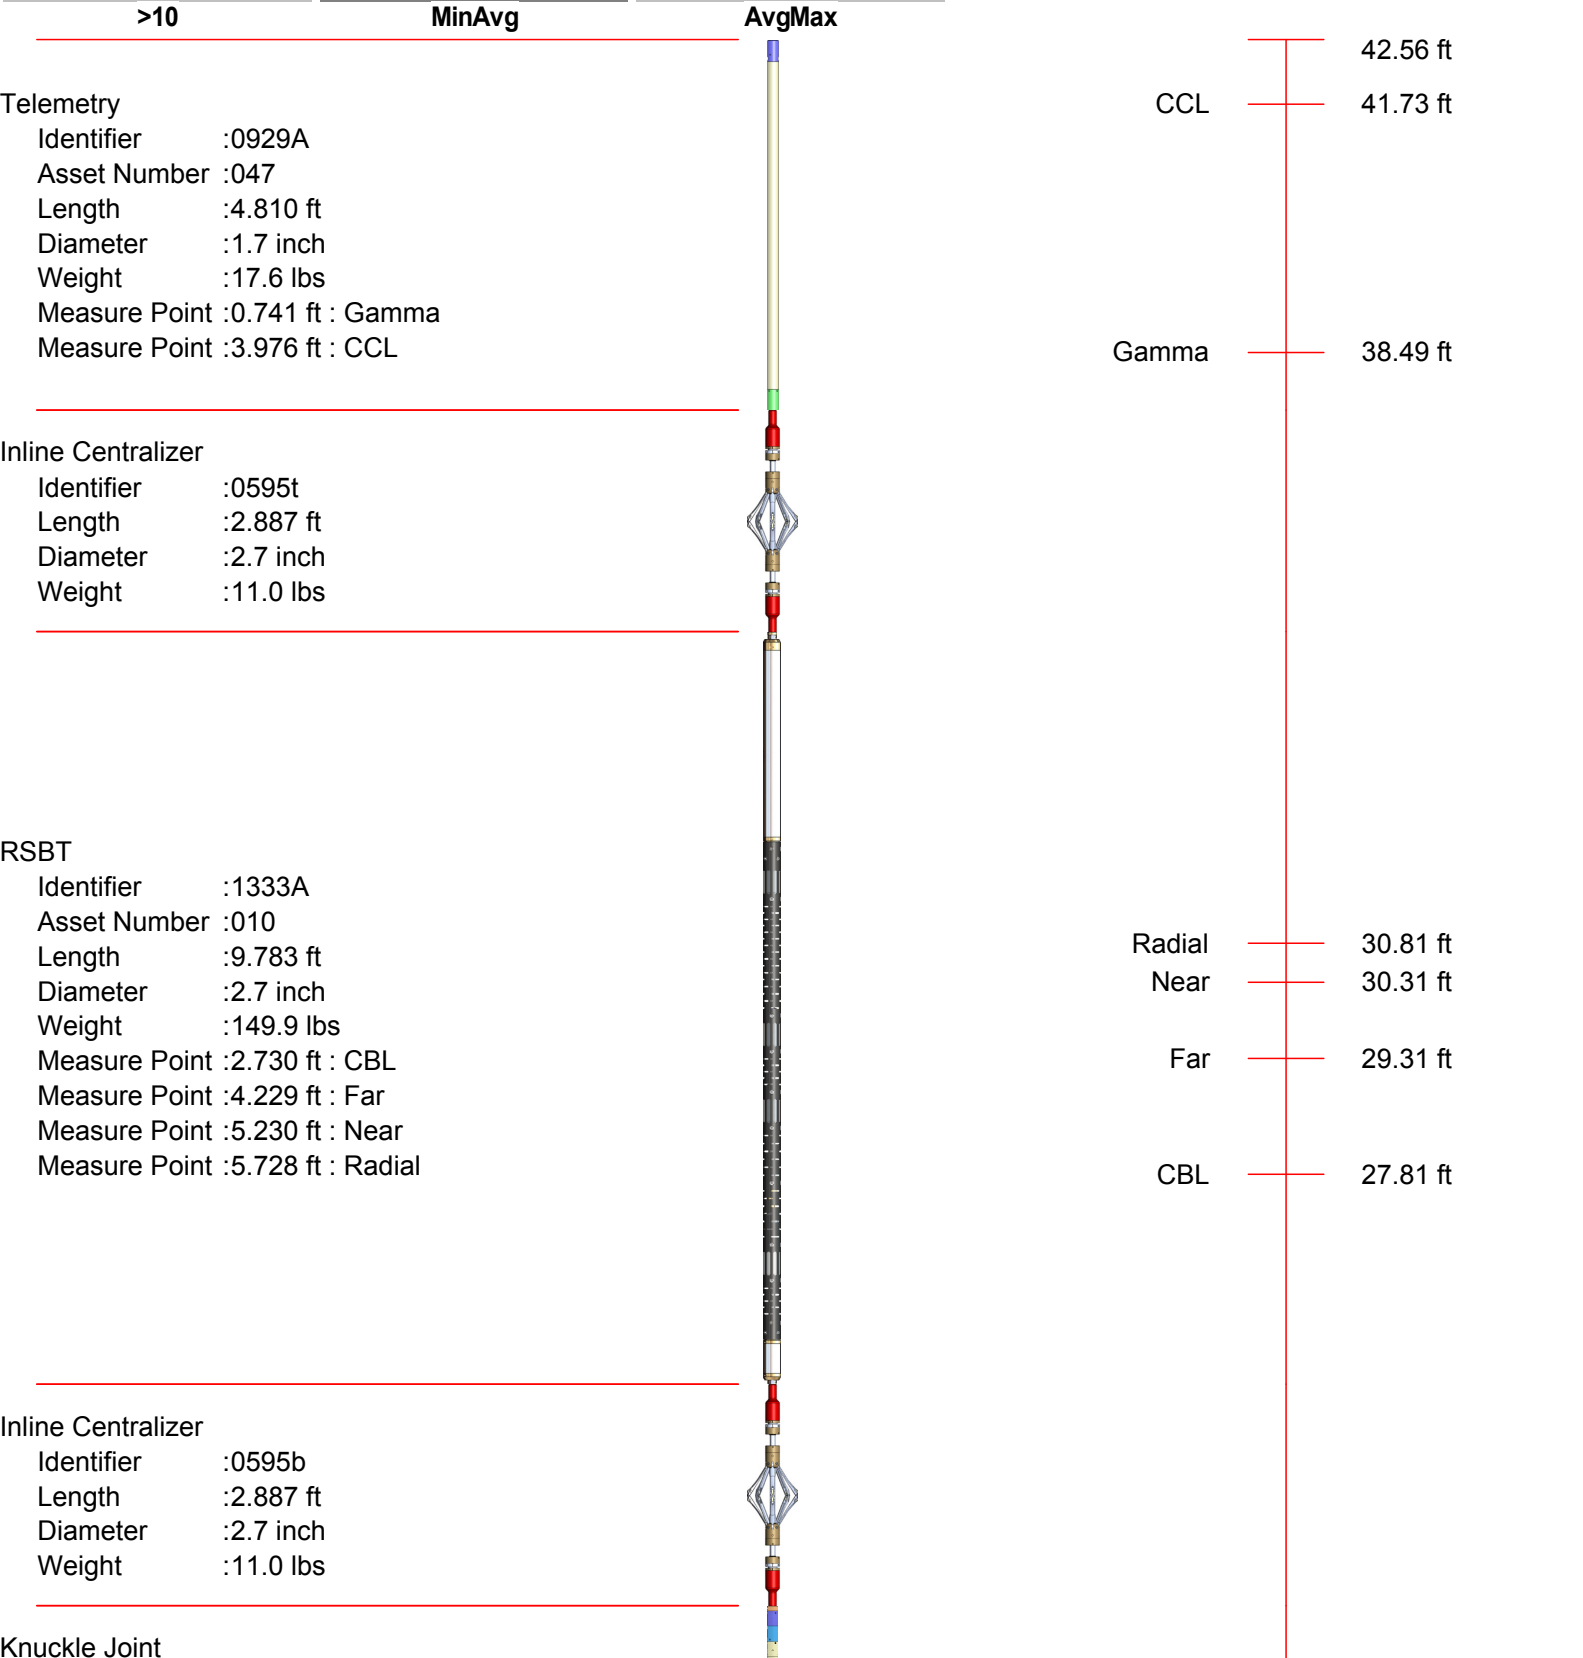 >10 MinAvg AvgMax
42.56 ft
Telemetry
CCL 41.73 ft
Identifier :0929A
Asset Number :047
Length :4.810 ft
Diameter :1.7 inch
Weight :17.6 lbs
Measure Point :0.741 ft : Gamma
Measure Point :3.976 ft : CCL
Gamma 38.49 ft
Inline Centralizer
Identifier :0595t
Length :2.887 ft
Diameter :2.7 inch
Weight :11.0 lbs
RSBT
Identifier :1333A
Asset Number :010
Length :9.783 ft
Diameter :2.7 inch
Weight :149.9 lbs
Measure Point :2.730 ft : CBL
Measure Point :4.229 ft : Far
Measure Point :5.230 ft : Near
Measure Point :5.728 ft : Radial
Radial 30.81 ft
Near 30.31 ft
Far 29.31 ft
CBL 27.81 ft
Inline Centralizer
Identifier :0595b
Length :2.887 ft
Diameter :2.7 inch
Weight :11.0 lbs
Knuckle Joint